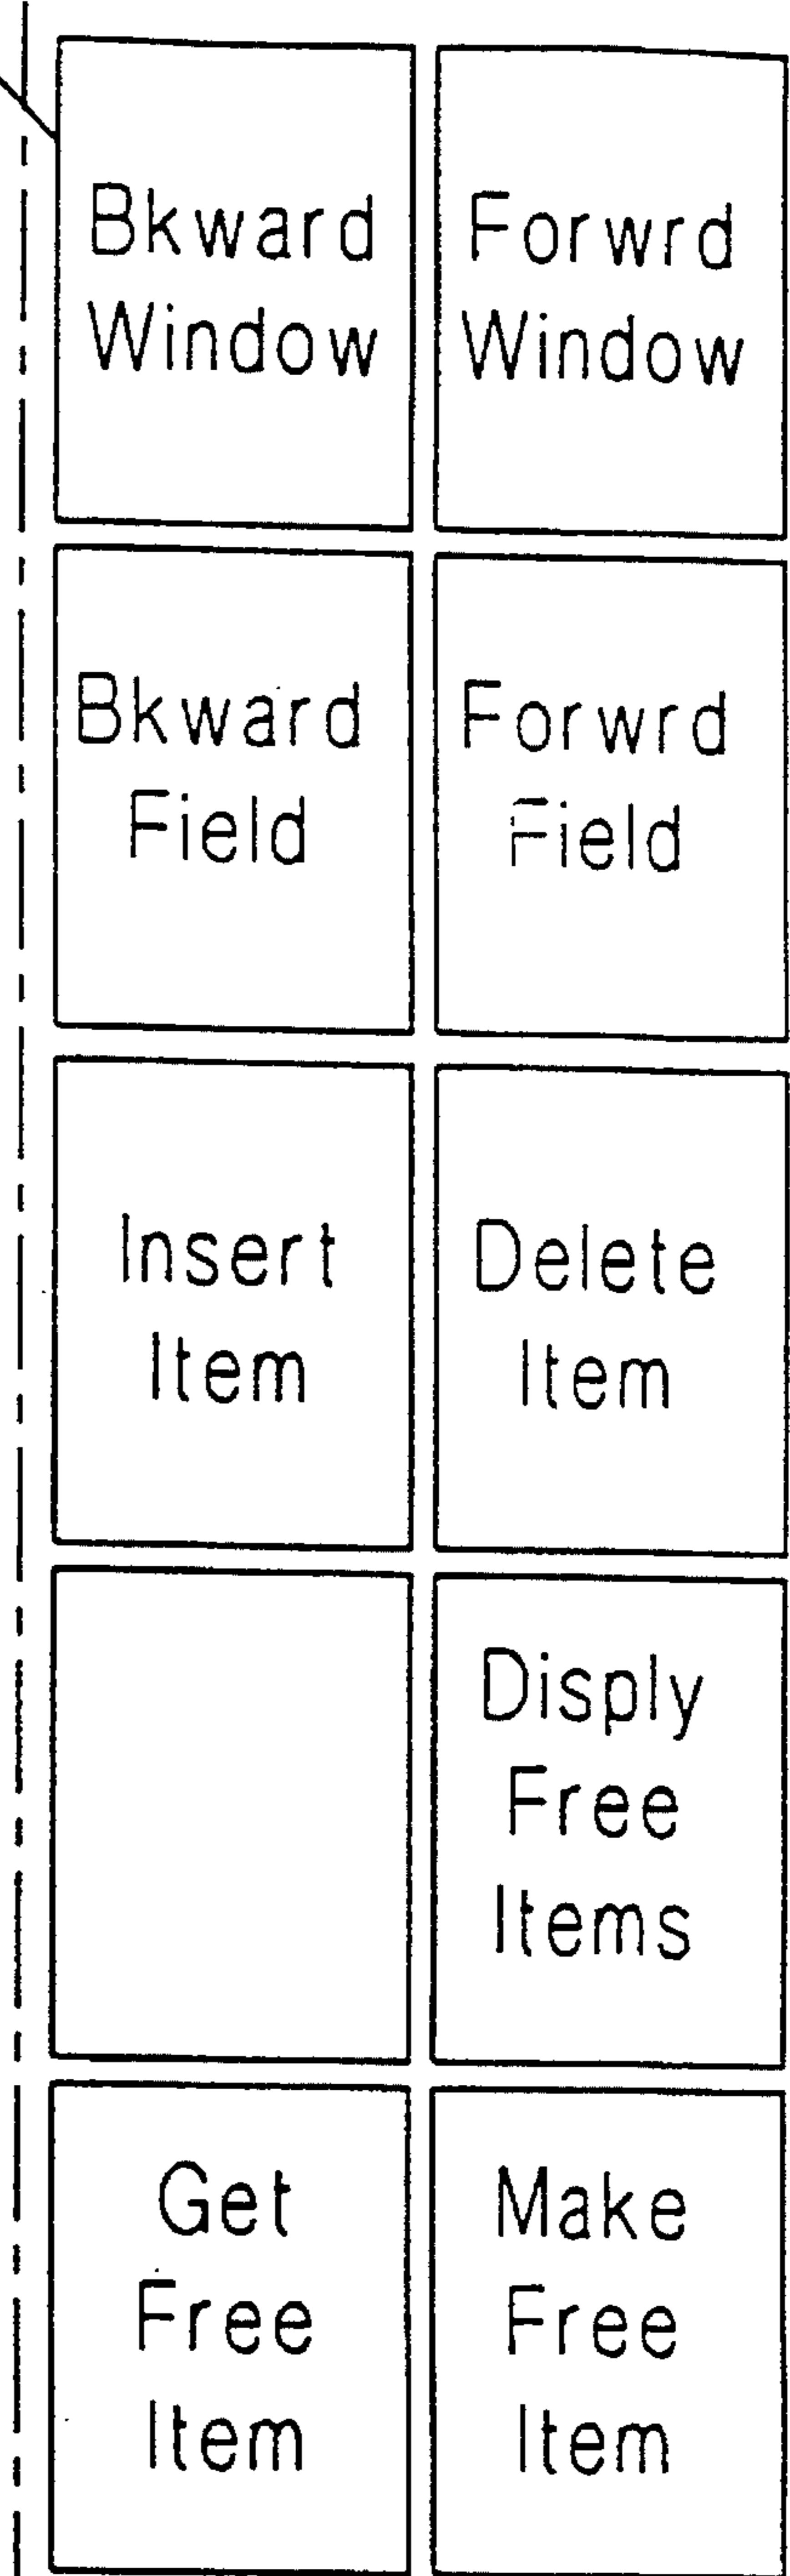 Bkward
Window
Forwrd
Window
Bkward
Field
Forwrd
Field
Insert
Item
Delete
Item
Disply
Free
Items
Get
Free
Item
Make
Free
Item